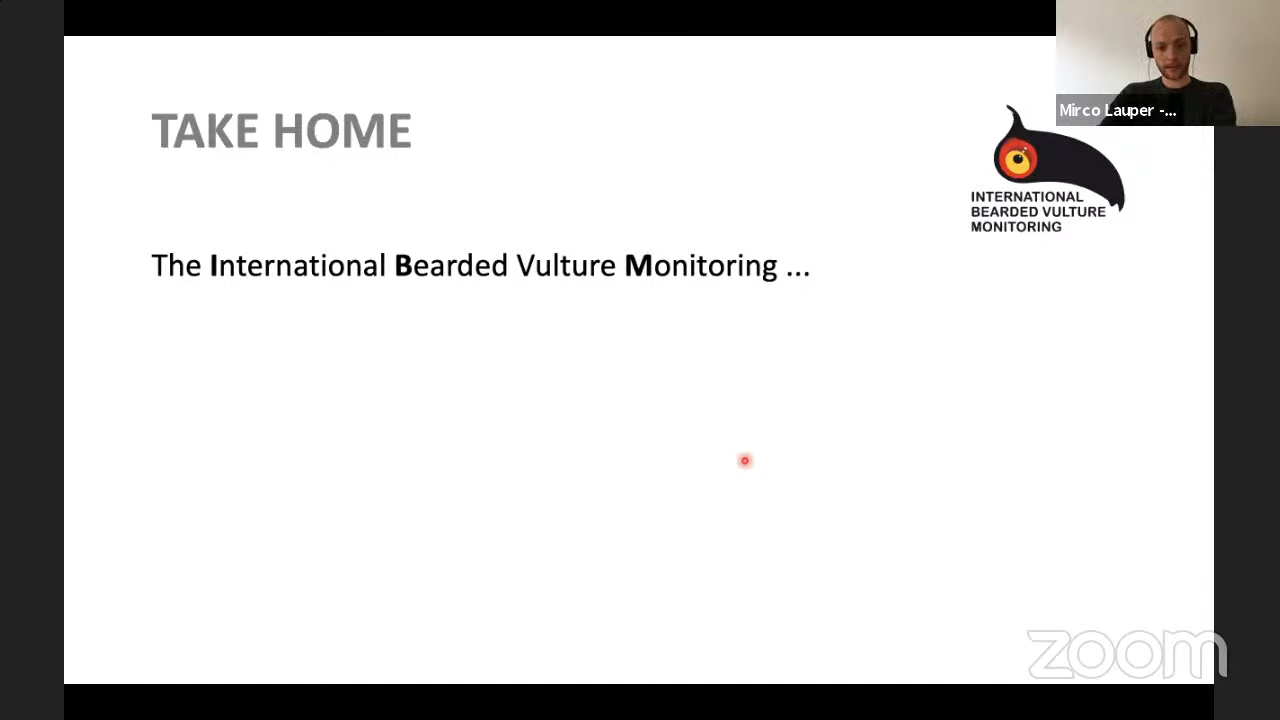 TAKE HOME
Mirco Lauper -...
INTERNATIONAL
BEARDED VULTURE
MONITORING
The International Bearded Vulture Monitoring ...
zoom